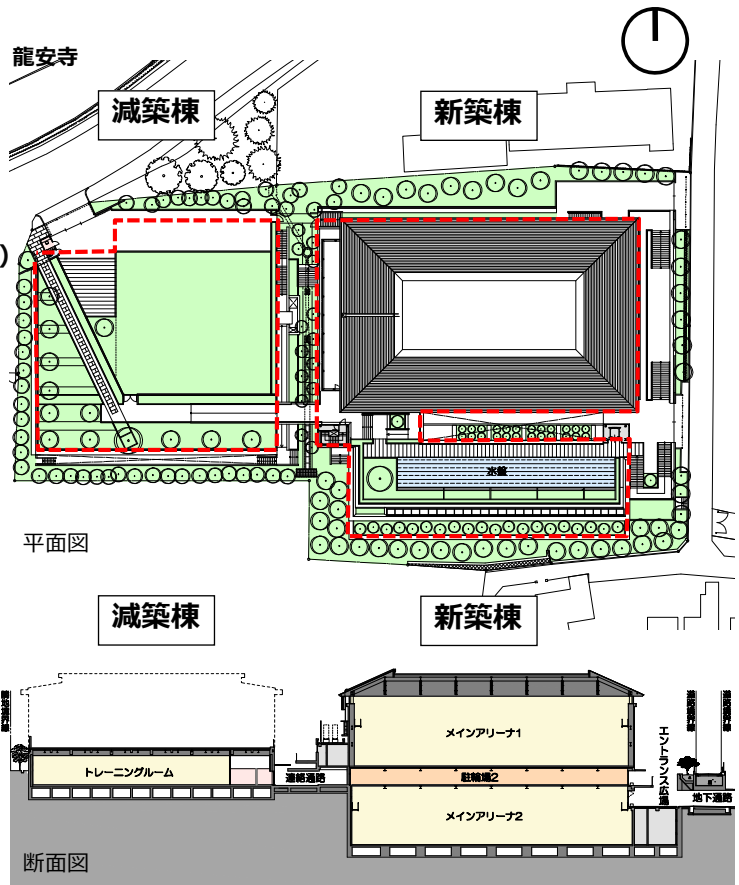 龍安寺
減築棟
新築棟
)
水盤
平面図
減築棟
新築棟
メインアリーナ1
トレーニングルーム
連絡通路
駐輪場2
エントランス広場
地下通路
メインアリーナ2
断面図